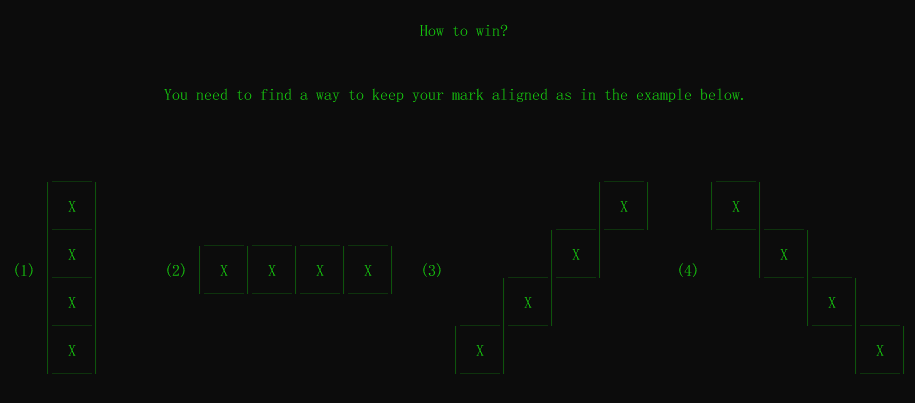 How to win?
You need to find a way to keep your mark aligned as in the example below.
X X
X X X
(1) (2) X X X X (3) (4)
X X X
X X X